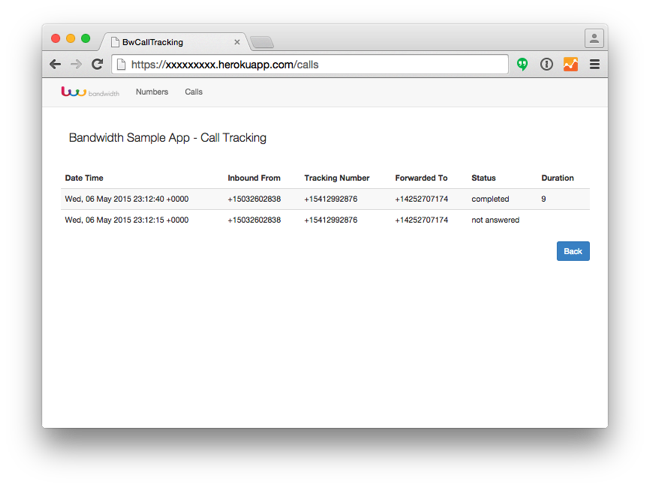 BwCallTracking
https://xxxxxxxxx.herokuapp.com/calls
bandwidth Numbers Calls
Bandwidth Sample App - Call Tracking
Date Time Inbound From Tracking Number Forwarded To Status Duration
Wed, 06 May 2015 23:12:40 +0000 +15032602838 +15412992876 +14252707174 completed 9
Wed, 06 May 2015 23:12:15 +0000 +15032602838 +15412992876 +14252707174 not answered
Back